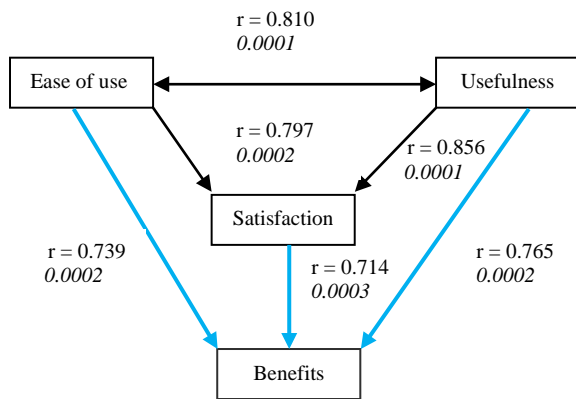 r = 0.810
0.0001
Ease of use
Usefulness
r = 0.797
0.0002
r = 0.856
0.0001
Satisfaction
r = 0.739
0.0002
r = 0.714
0.0003
r = 0.765
0.0002
Benefits